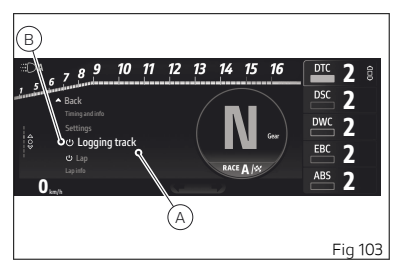 B
A
9 10 11 12 13 14 15 16
8
7
6
5
1
DTC 2
DSC 2
DWC 2
EBC 2
ABS 2
Back
Timing and info
Settings
Logging track
Lap
Lap info
N
Gear
RACE A
0 km/h
A
Fig 103